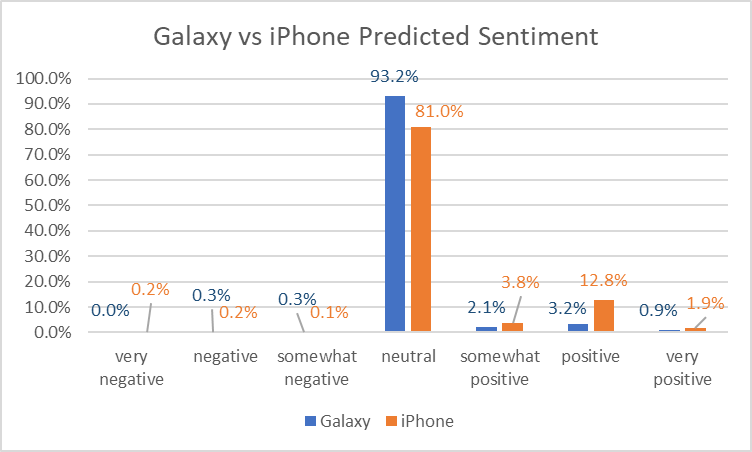 Galaxy vs iPhone Predicted Sentiment
100.0%
90.0%
80.0%
70.0%
60.0%
50.0%
40.0%
30.0%
20.0%
10.0%
0.0%
0.0%
0.2%
0.3%
0.2%
0.3%
0.1%
93.2%
81.0%
2.1%
3.8%
3.2%
12.8%
0.9%
1.9%
very
negative
negative
somewhat
negative
neutral
somewhat
positive
positive
very
positive
Galaxy
iPhone